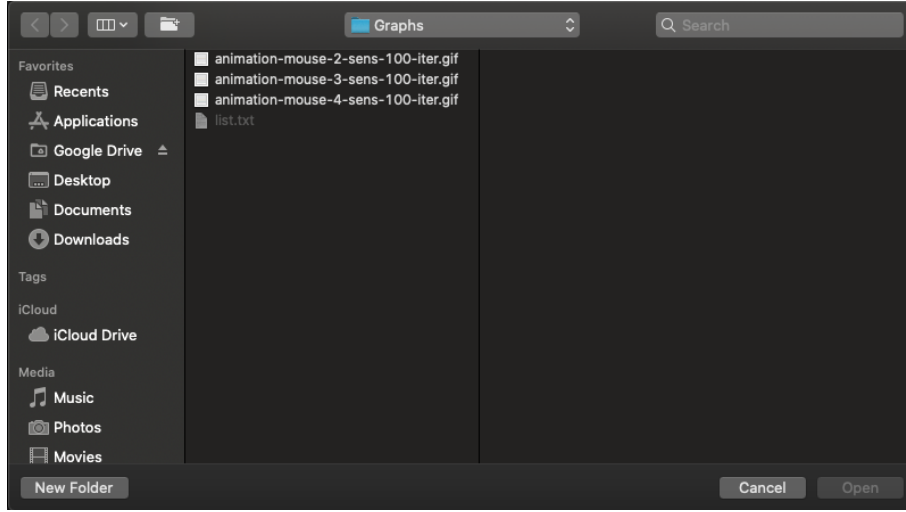 Graphs
Search
Favorites
Recents
Applications
Google Drive
Desktop
Documents
Downloads
Tags
iCloud
iCloud Drive
Media
Music
Photos
Movies
animation-mouse-2-sens-100-iter.gif
animation-mouse-3-sens-100-iter.gif
animation-mouse-4-sens-100-iter.gif
list.txt
New Folder
Cancel
Open